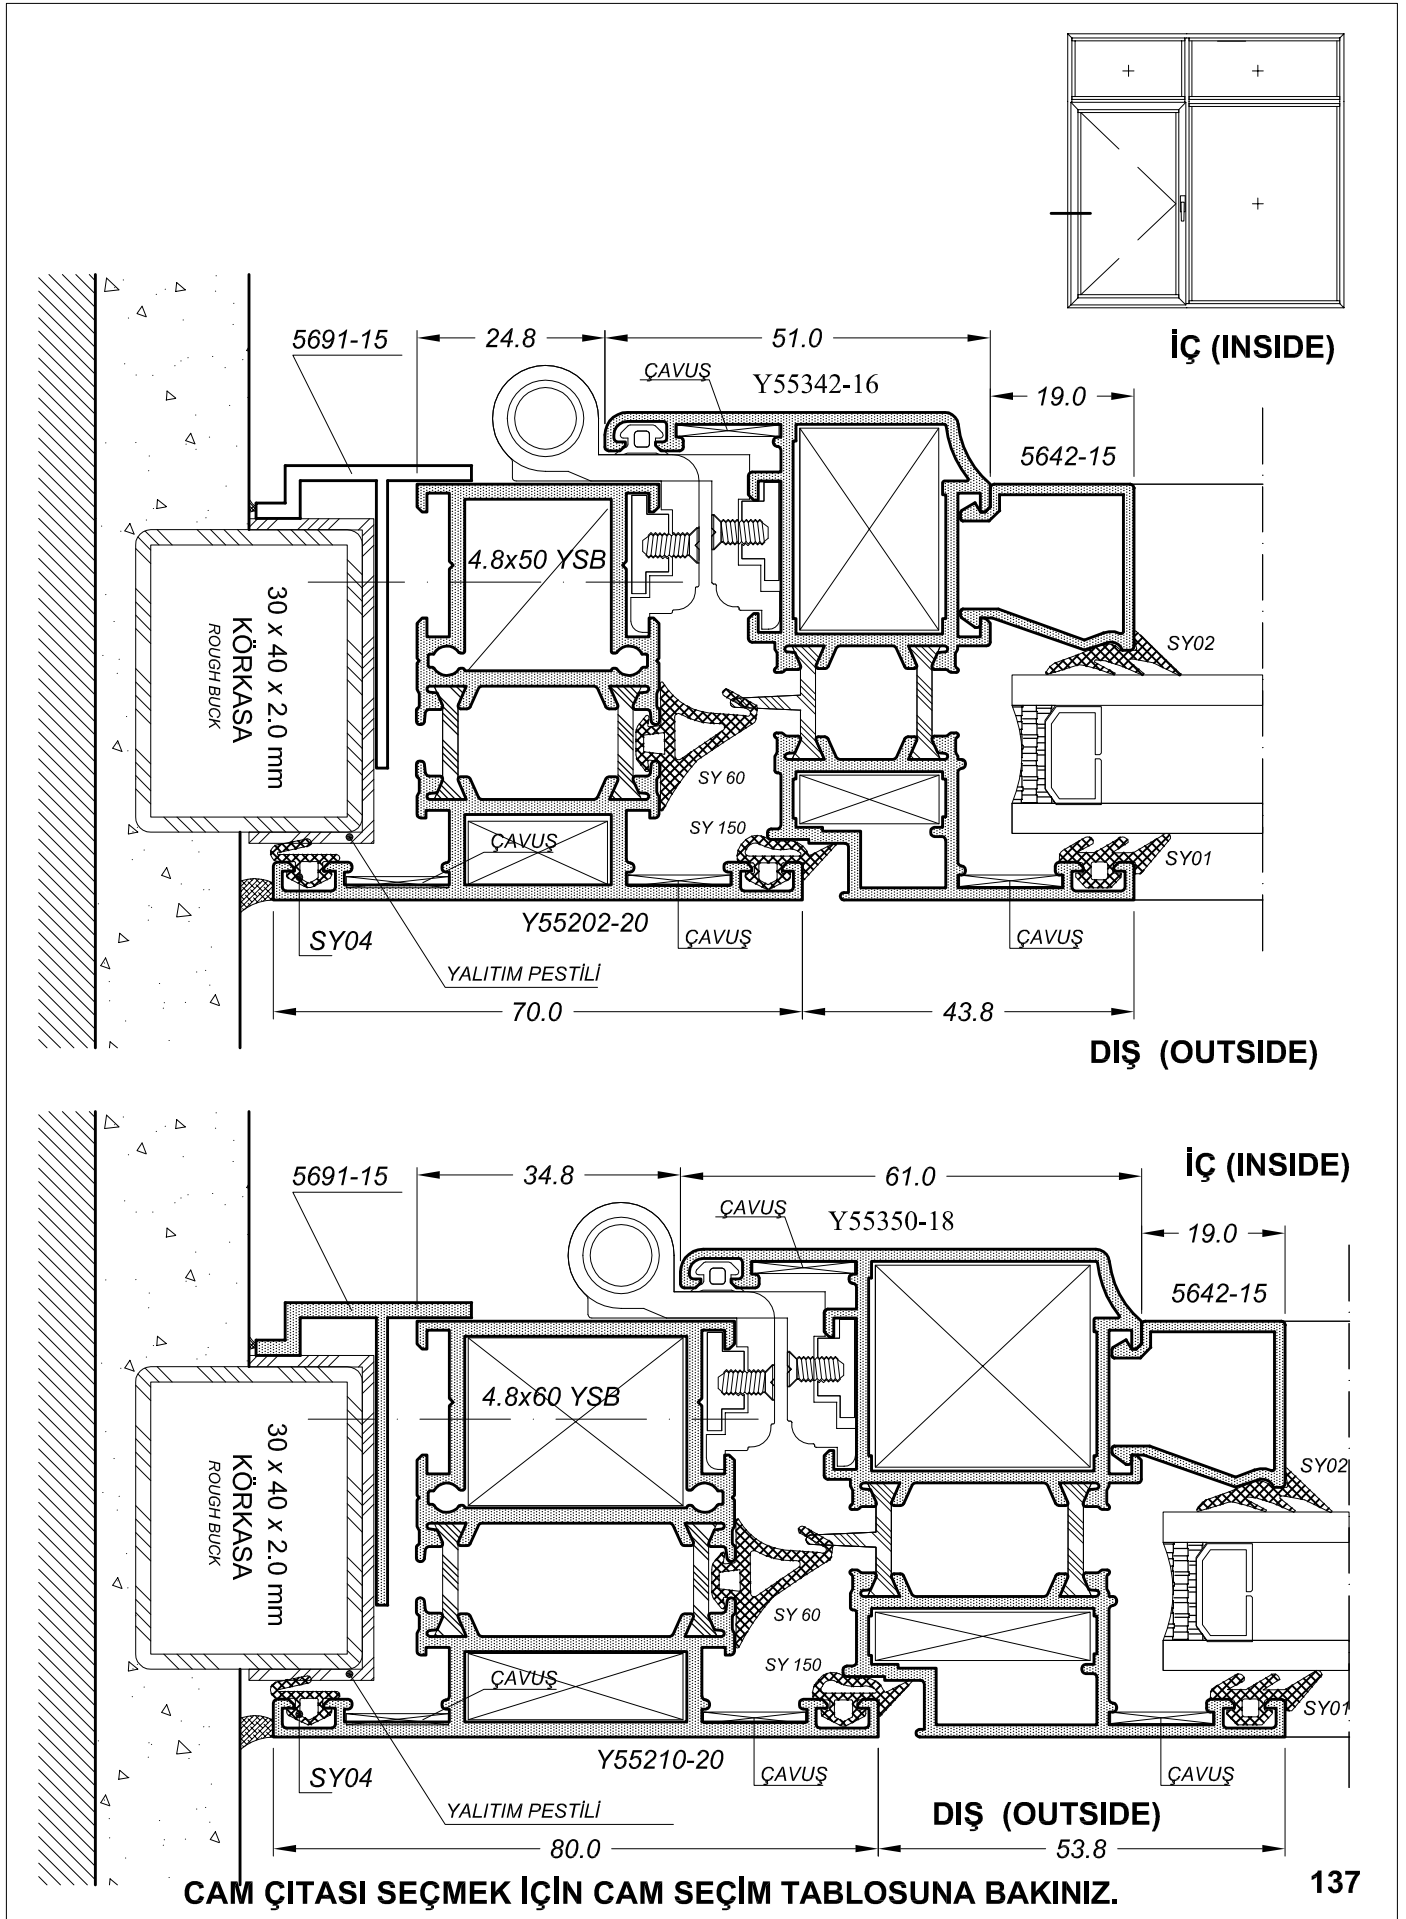 İÇ (INSIDE)
5691-15
24.8
51.0
ÇAVUŞ
Y55342-16
19.0
5642-15
4.8x50 YSB
30 x 40 x 2.0 mm
KÖRKASA
ROUGH BUCK
SY02
SY 60
SY 150
SY01
ÇAVUŞ
Y55202-20
SY04
ÇAVUŞ
ÇAVUŞ
YALITIM PESTİLİ
70.0
43.8
DIŞ (OUTSIDE)
İÇ (INSIDE)
5691-15
34.8
61.0
ÇAVUŞ
Y55350-18
19.0
5642-15
4.8x60 YSB
30 x 40 x 2.0 mm
KÖRKASA
ROUGH BUCK
SY02
SY 60
SY 150
SY01
ÇAVUŞ
Y55210-20
SY04
ÇAVUŞ
ÇAVUŞ
YALITIM PESTİLİ
DIŞ (OUTSIDE)
80.0
53.8
CAM ÇITASI SEÇMEK İÇİN CAM SEÇİM TABLOSUNA BAKINIZ.
137